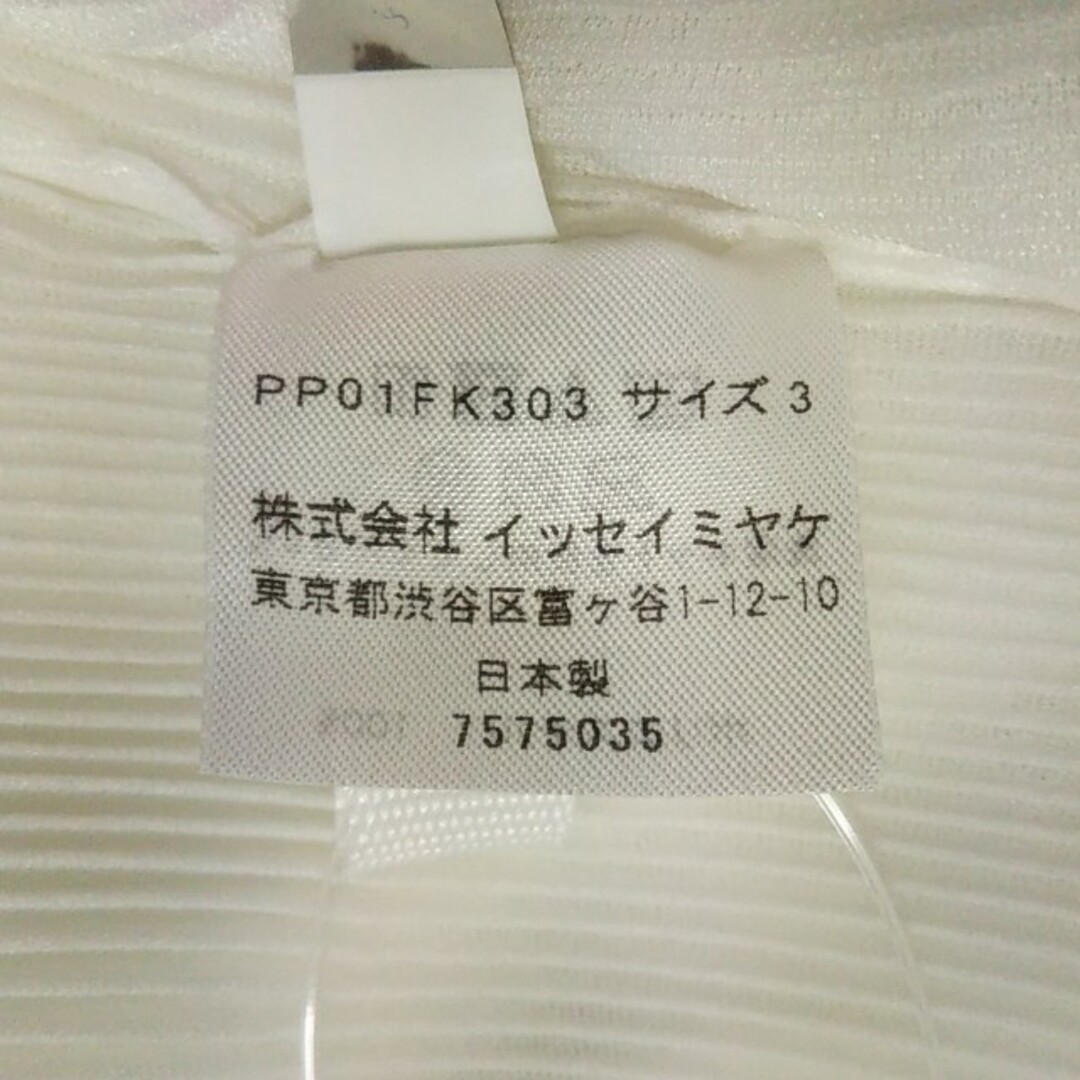 PP01FK303 サイズ 3
株式会社 イッセイミヤケ
東京都渋谷区富ヶ谷1-12-10
日本製
7575035